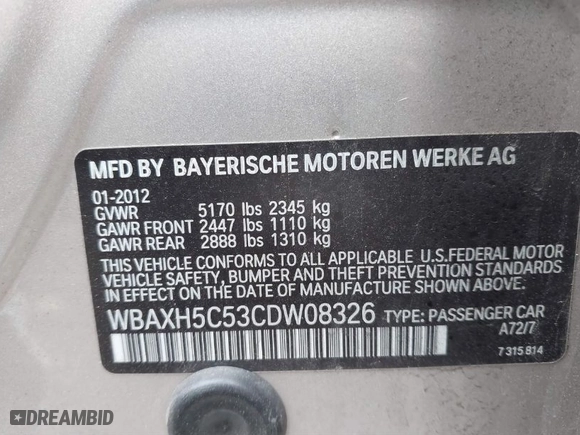 MFD BY BAYERISCHE MOTOREN WERKE AG
01-2012
GVWR 5170 lbs 2345 kg
GAWR FRONT 2447 lbs 1110 kg
GAWR REAR 2888 lbs 1310 kg
THIS VEHICLE CONFORMS TO ALL APPLICABLE U.S.FEDERAL MOTOR
VEHICLE SAFETY, BUMPER AND THEFT PREVENTION STANDARDS
IN EFFECT ON THE DATE OF MANUFACTURE SHOWN ABOVE.
WBAXH5C53CDW08326 TYPE: PASSENGER CAR
A72/7
7 315 814
DREAMBID